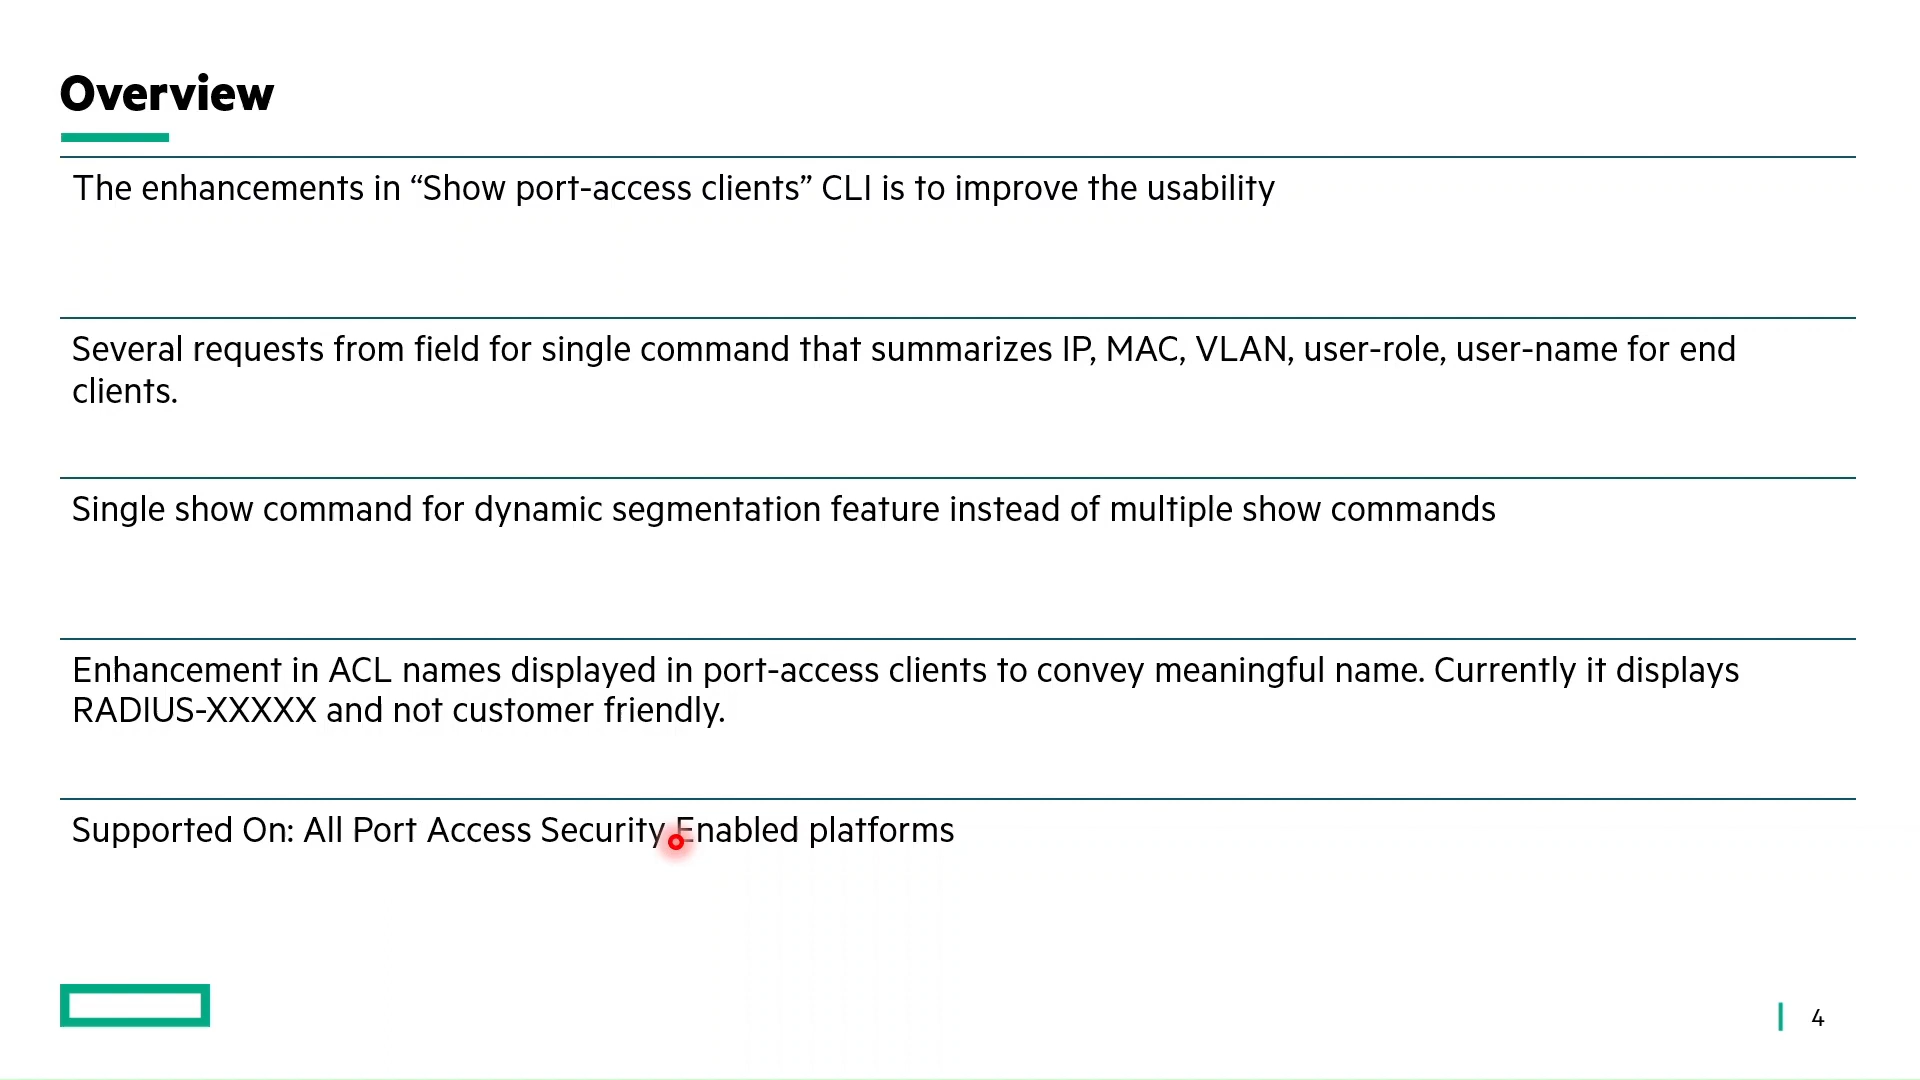 Overview
The enhancements in “Show port-access clients” CLI is to improve the usability
Several requests from field for single command that summarizes IP, MAC, VLAN, user-role, user-name for end
clients.
Single show command for dynamic segmentation feature instead of multiple show commands
Enhancement in ACL names displayed in port-access clients to convey meaningful name. Currently it displays
RADIUS-XXXXX and not customer friendly.
Supported On: All Port Access Security Enabled platforms
4